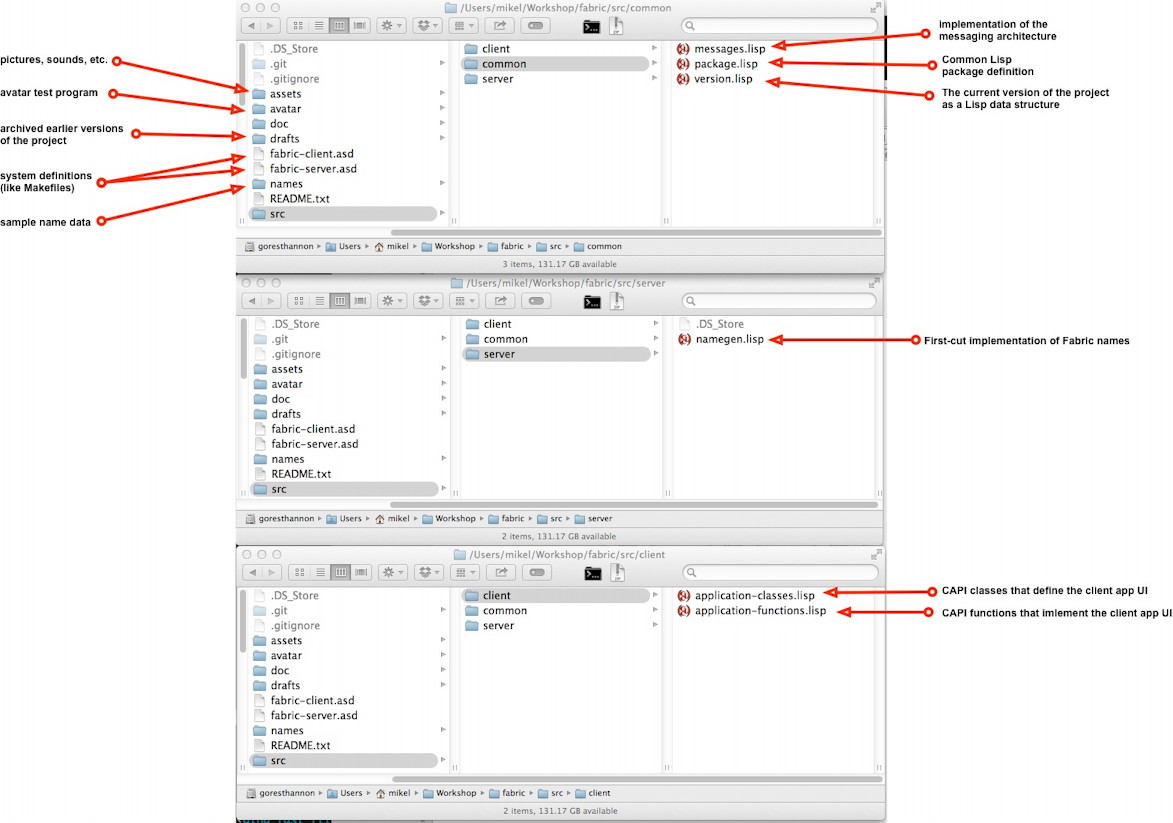 /Users/mikel/Workshop/fabric/src/common
.DS_Store
.git
.gitignore
assets
avatar
doc
drafts
fabric-client.asd
fabric-server.asd
names
README.txt
src
client
common
server
messages.lisp
package.lisp
version.lisp
goresthannon Users mikel Workshop fabric src common
3 items, 131.17 GB available
pictures, sounds, etc.
avatar test program
archived earlier versions
of the project
system definitions
(like Makefiles)
sample name data
implementation of the
messaging architecture
Common Lisp
package definition
The current version of the project
as a Lisp data structure
/Users/mikel/Workshop/fabric/src/server
.DS_Store
.git
.gitignore
assets
avatar
doc
drafts
fabric-client.asd
fabric-server.asd
names
README.txt
src
client
common
server
.DS_Store
namegen.lisp
First-cut implementation of Fabric names
goresthannon Users mikel Workshop fabric src server
2 items, 131.17 GB available
/Users/mikel/Workshop/fabric/src/client
.DS_Store
.git
.gitignore
assets
avatar
doc
drafts
fabric-client.asd
fabric-server.asd
names
README.txt
src
client
common
server
application-classes.lisp
application-functions.lisp
CAPI classes that define the client app UI
CAPI functions that imlement the client app UI
goresthannon Users mikel Workshop fabric src client
2 items, 131.17 GB available